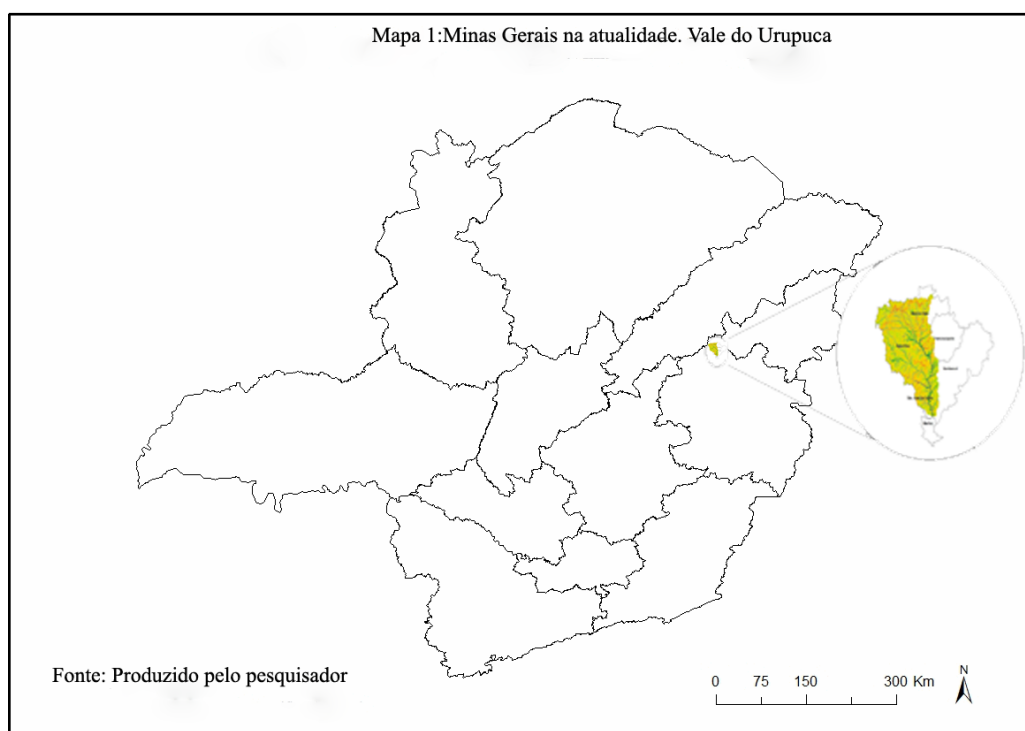 Mapa 1:Minas Gerais na atualidade. Vale do Urupuca
Fonte: Produzido pelo pesquisador
0 75 150 300 Km
N